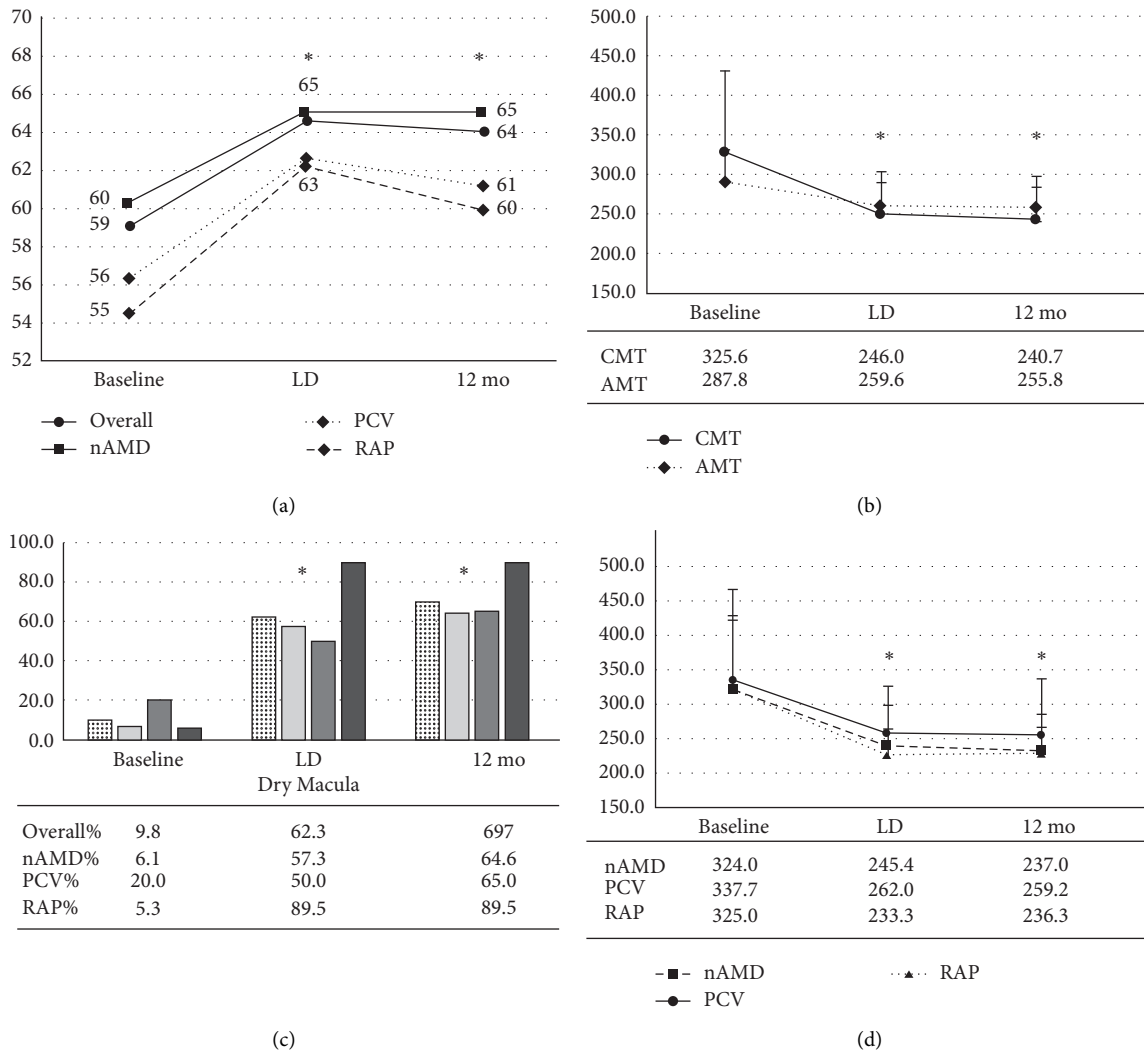 70
68
66
64
62
60
58
56
54
52
* *
65
65
64
63
61
60
60
59
56
55
Baseline LD 12 mo
Overall PCV
nAMD RAP
(a)
500.0
450.0
400.0
350.0
300.0
250.0
200.0
150.0
* *
Baseline LD 12 mo
CMT 325.6 246.0 240.7
AMT 287.8 259.6 255.8
CMT
AMT
(b)
100.0
80.0
60.0
40.0
20.0
0.0
* *
Baseline LD 12 mo
Dry Macula
Overall% 9.8 62.3 697
nAMD% 6.1 57.3 64.6
PCV% 20.0 50.0 65.0
RAP% 5.3 89.5 89.5
(c)
500.0
450.0
400.0
350.0
300.0
250.0
200.0
150.0
* *
Baseline LD 12 mo
nAMD 324.0 245.4 237.0
PCV 337.7 262.0 259.2
RAP 325.0 233.3 236.3
nAMD RAP
PCV
(d)